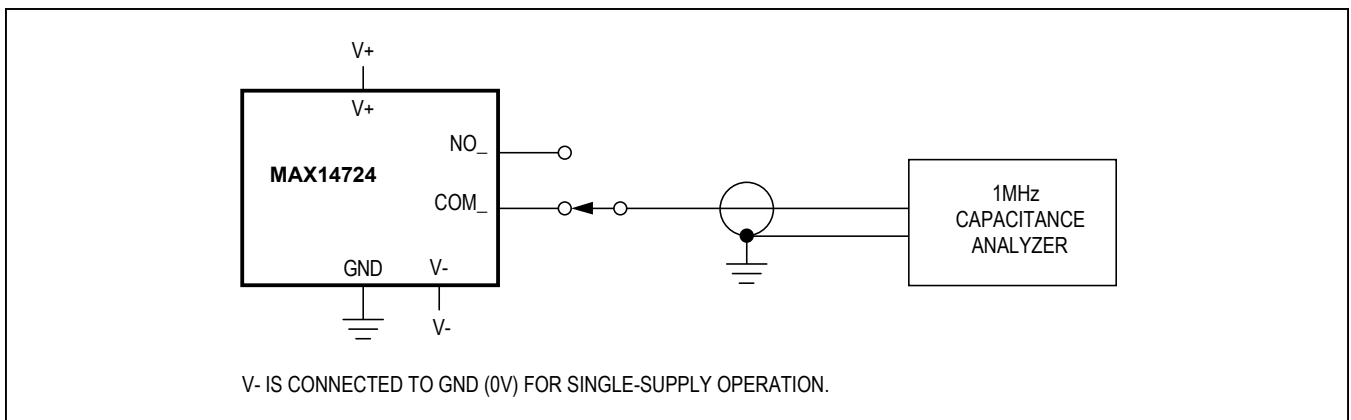 V+
V+
NO_
MAX14724
COM_
1MHz
CAPACITANCE
ANALYZER
GND
V-
V-
V- IS CONNECTED TO GND (0V) FOR SINGLE-SUPPLY OPERATION.